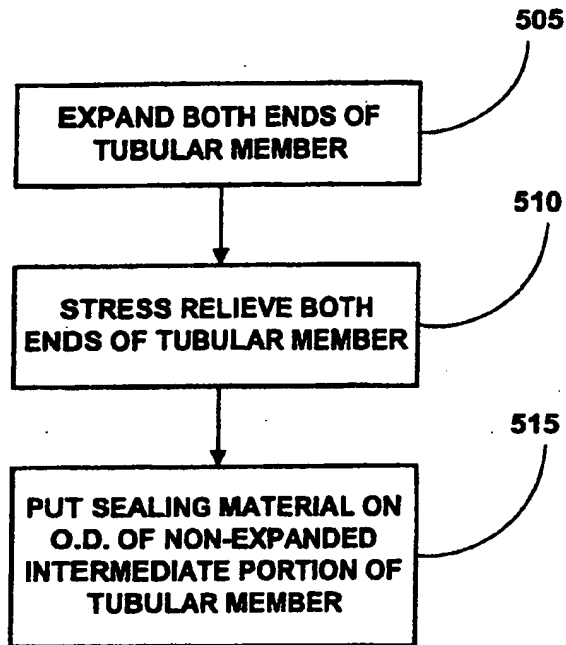 505
EXPAND BOTH ENDS OF
TUBULAR MEMBER
510
STRESS RELIEVE BOTH
ENDS OF TUBULAR MEMBER
515
PUT SEALING MATERIAL ON
O.D. OF NON-EXPANDED
INTERMEDIATE PORTION OF
TUBULAR MEMBER